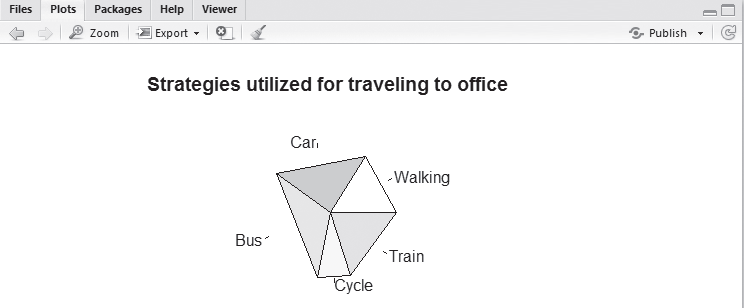 Files Plots Packages Help Viewer
Zoom Export Publish
Strategies utilized for traveling to office
Car
Walking
Bus
Train
Cycle